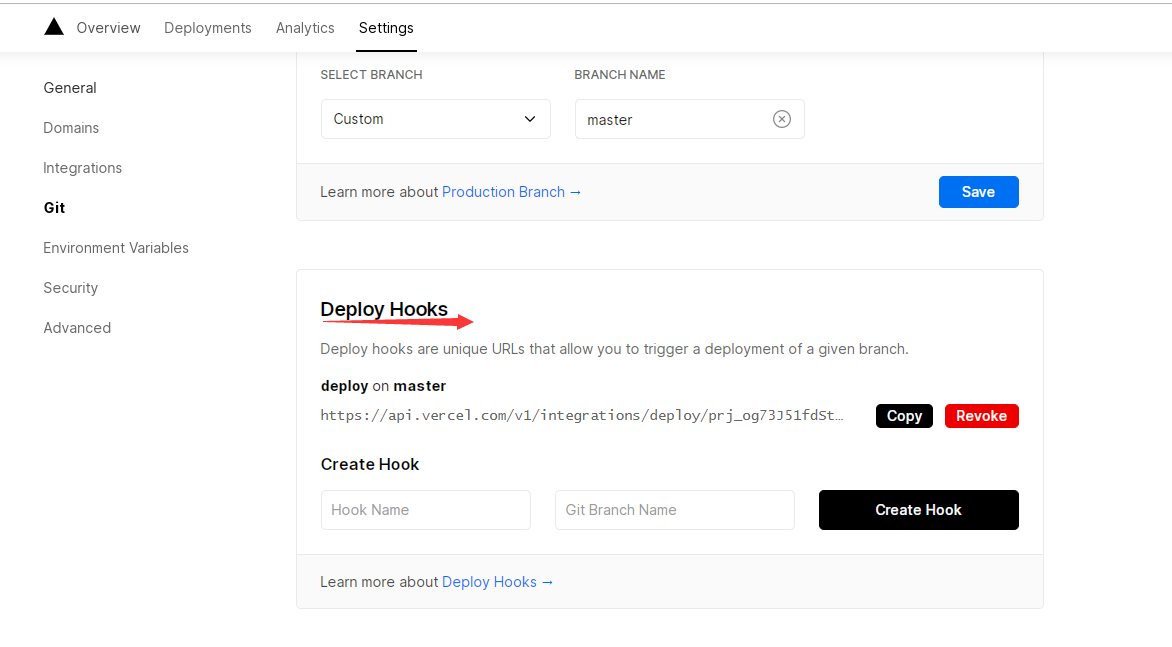 Overview Deployments Analytics Settings
General
Domains
Integrations
Git
Environment Variables
Security
Advanced
SELECT BRANCH BRANCH NAME
Custom master
Learn more about Production Branch → Save
Deploy Hooks
Deploy hooks are unique URLs that allow you to trigger a deployment of a given branch.
deploy on master
https://api.vercel.com/v1/integrations/deploy/prj_og73J51fdSt… Copy Revoke
Create Hook
Hook Name Git Branch Name Create Hook
Learn more about Deploy Hooks →